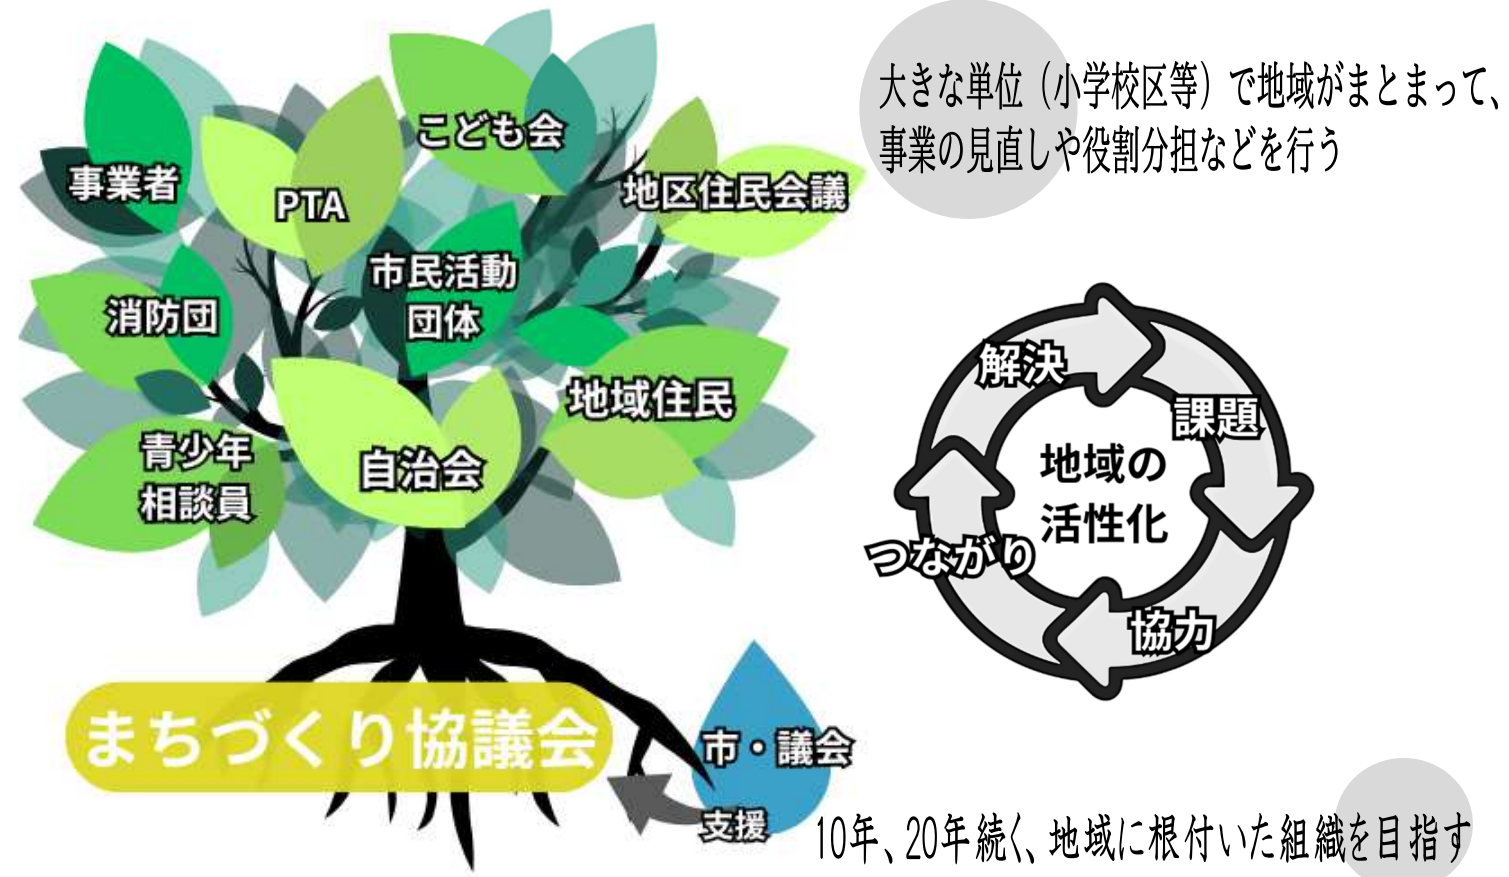 大きな単位（小学校区等）で地域がまとまって、
事業の見直しや役割分担などを行う
こども会
事業者
PTA
地区住民会議
市民活動
団体
消防団
地域住民
青少年
相談員
自治会
解決
課題
地域の
活性化
つながり
協力
まちづくり協議会
市・議会
支援
10年、20年続く、地域に根付いた組織を目指す